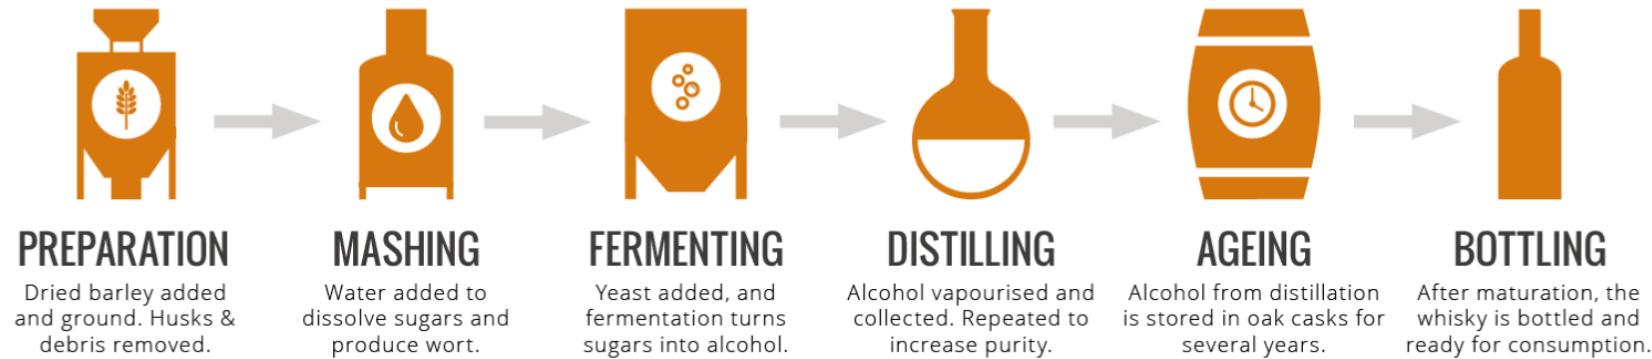 PREPARATION
Dried barley added
and ground. Husks &
debris removed.
MASHING
Water added to
dissolve sugars and
produce wort.
FERMENTING
Yeast added, and
fermentation turns
sugars into alcohol.
DISTILLING
Alcohol vapourised and
collected. Repeated to
increase purity.
AGEING
Alcohol from distillation
is stored in oak casks for
several years.
BOTTLING
After maturation, the
whisky is bottled and
ready for consumption.